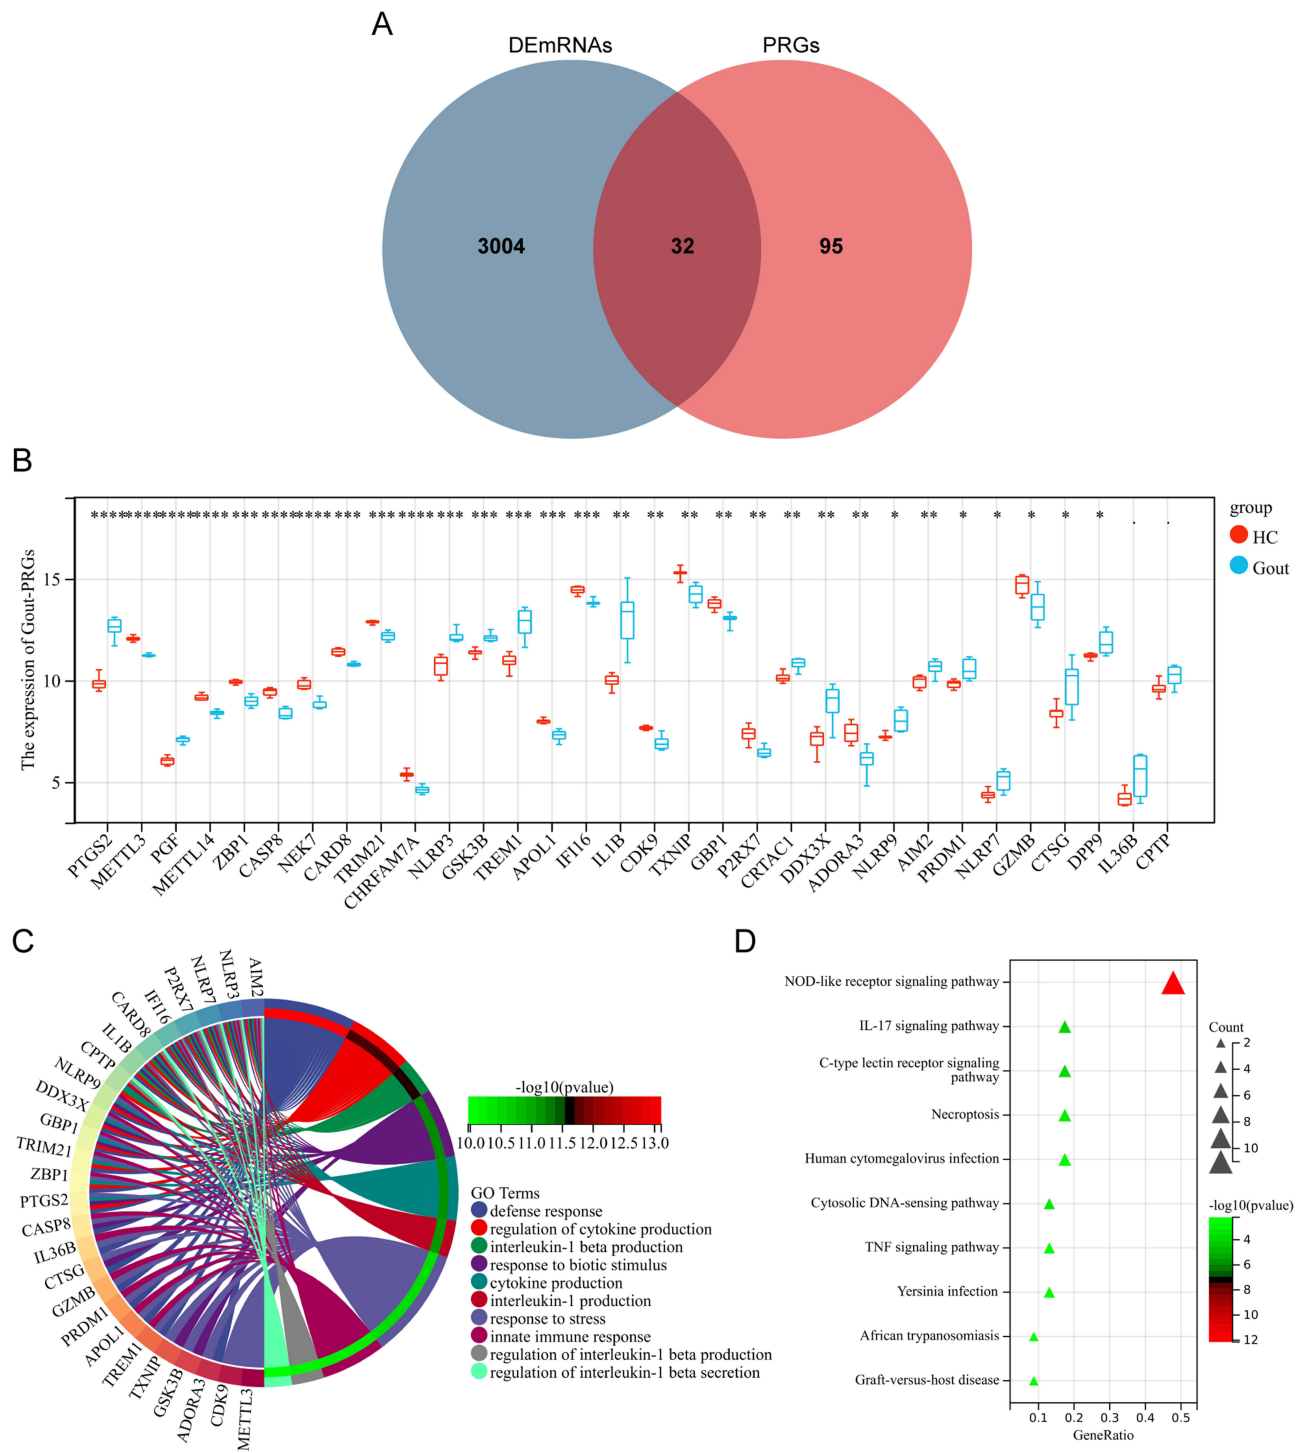 A
DEmRNAs
PRGs
3004
32
95
B
The expression of Gout-PRGs
15
10
5
**** **** **** **** *** **** **** *** *** **** *** *** *** *** *** ** ** ** ** ** ** ** ** * ** * * * * * . .
group
HC
Gout
PTGS2
METTL3
PGF
METTL14
ZBP1
CASP8
NEK7
CARD8
TRIM21
CHRFAM7A
NLRP3
GSK3B
TREM1
APOL1
IFI16
IL1B
CDK9
TXNIP
GBP1
P2RX7
CRTAC1
DDX3X
ADORA3
NLRP9
AIM2
PRDM1
NLRP7
GZMB
CTSG
DPP9
IL36B
CPTP
C
AIM2
NLRP3
NLRP7
P2RX7
IFI16
CARD8
IL1B
CPTP
NLRP9
DDX3X
GBP1
TRIM21
ZBP1
PTGS2
CASP8
IL36B
CTSG
GZMB
PRDM1
APOL1
TREM1
TXNIP
GSK3B
ADORA3
CDK9
METTL3
-log10(pvalue)
10.0 10.5 11.0 11.5 12.0 12.5 13.0
GO Terms
defense response
regulation of cytokine production
interleukin-1 beta production
response to biotic stimulus
cytokine production
interleukin-1 production
response to stress
innate immune response
regulation of interleukin-1 beta production
regulation of interleukin-1 beta secretion
D
NOD-like receptor signaling pathway
IL-17 signaling pathway
C-type lectin receptor signaling
pathway
Necroptosis
Human cytomegalovirus infection
Cytosolic DNA-sensing pathway
TNF signaling pathway
Yersinia infection
African trypanosomiasis
Graft-versus-host disease
0.1 0.2 0.3 0.4 0.5
GeneRatio
Count
2
4
6
8
10
-log10(pvalue)
4
6
8
10
12